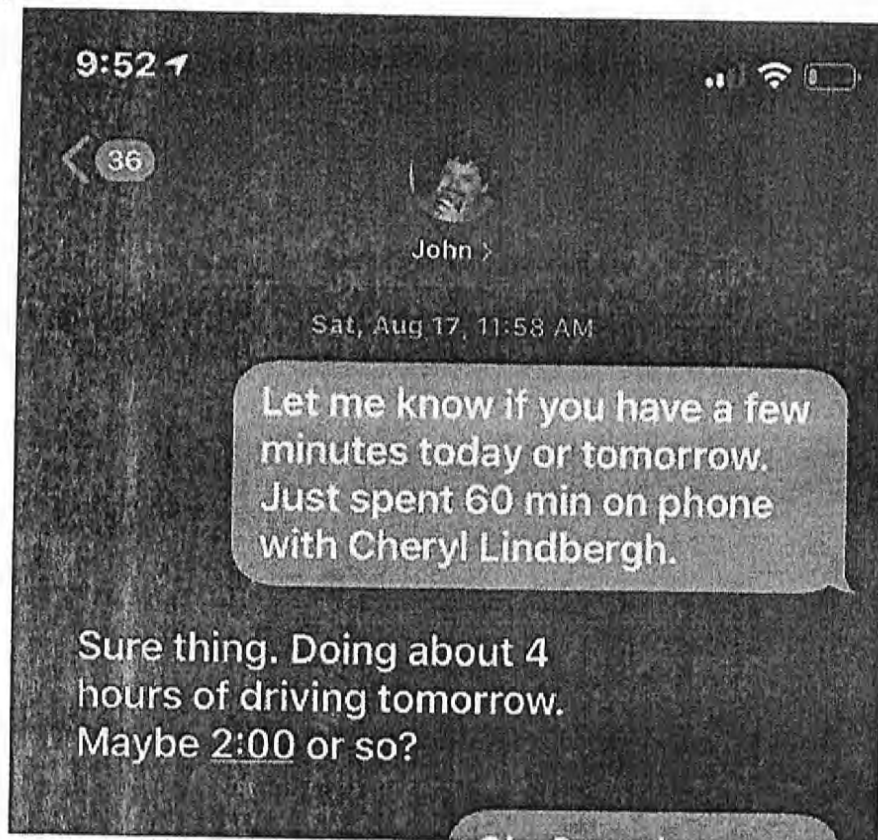 9:52
36
John >
Sat, Aug 17, 11:58 AM
Let me know if you have a few
minutes today or tomorrow.
Just spent 60 min on phone
with Cheryl Lindbergh.
Sure thing. Doing about 4
hours of driving tomorrow.
Maybe 2:00 or so?